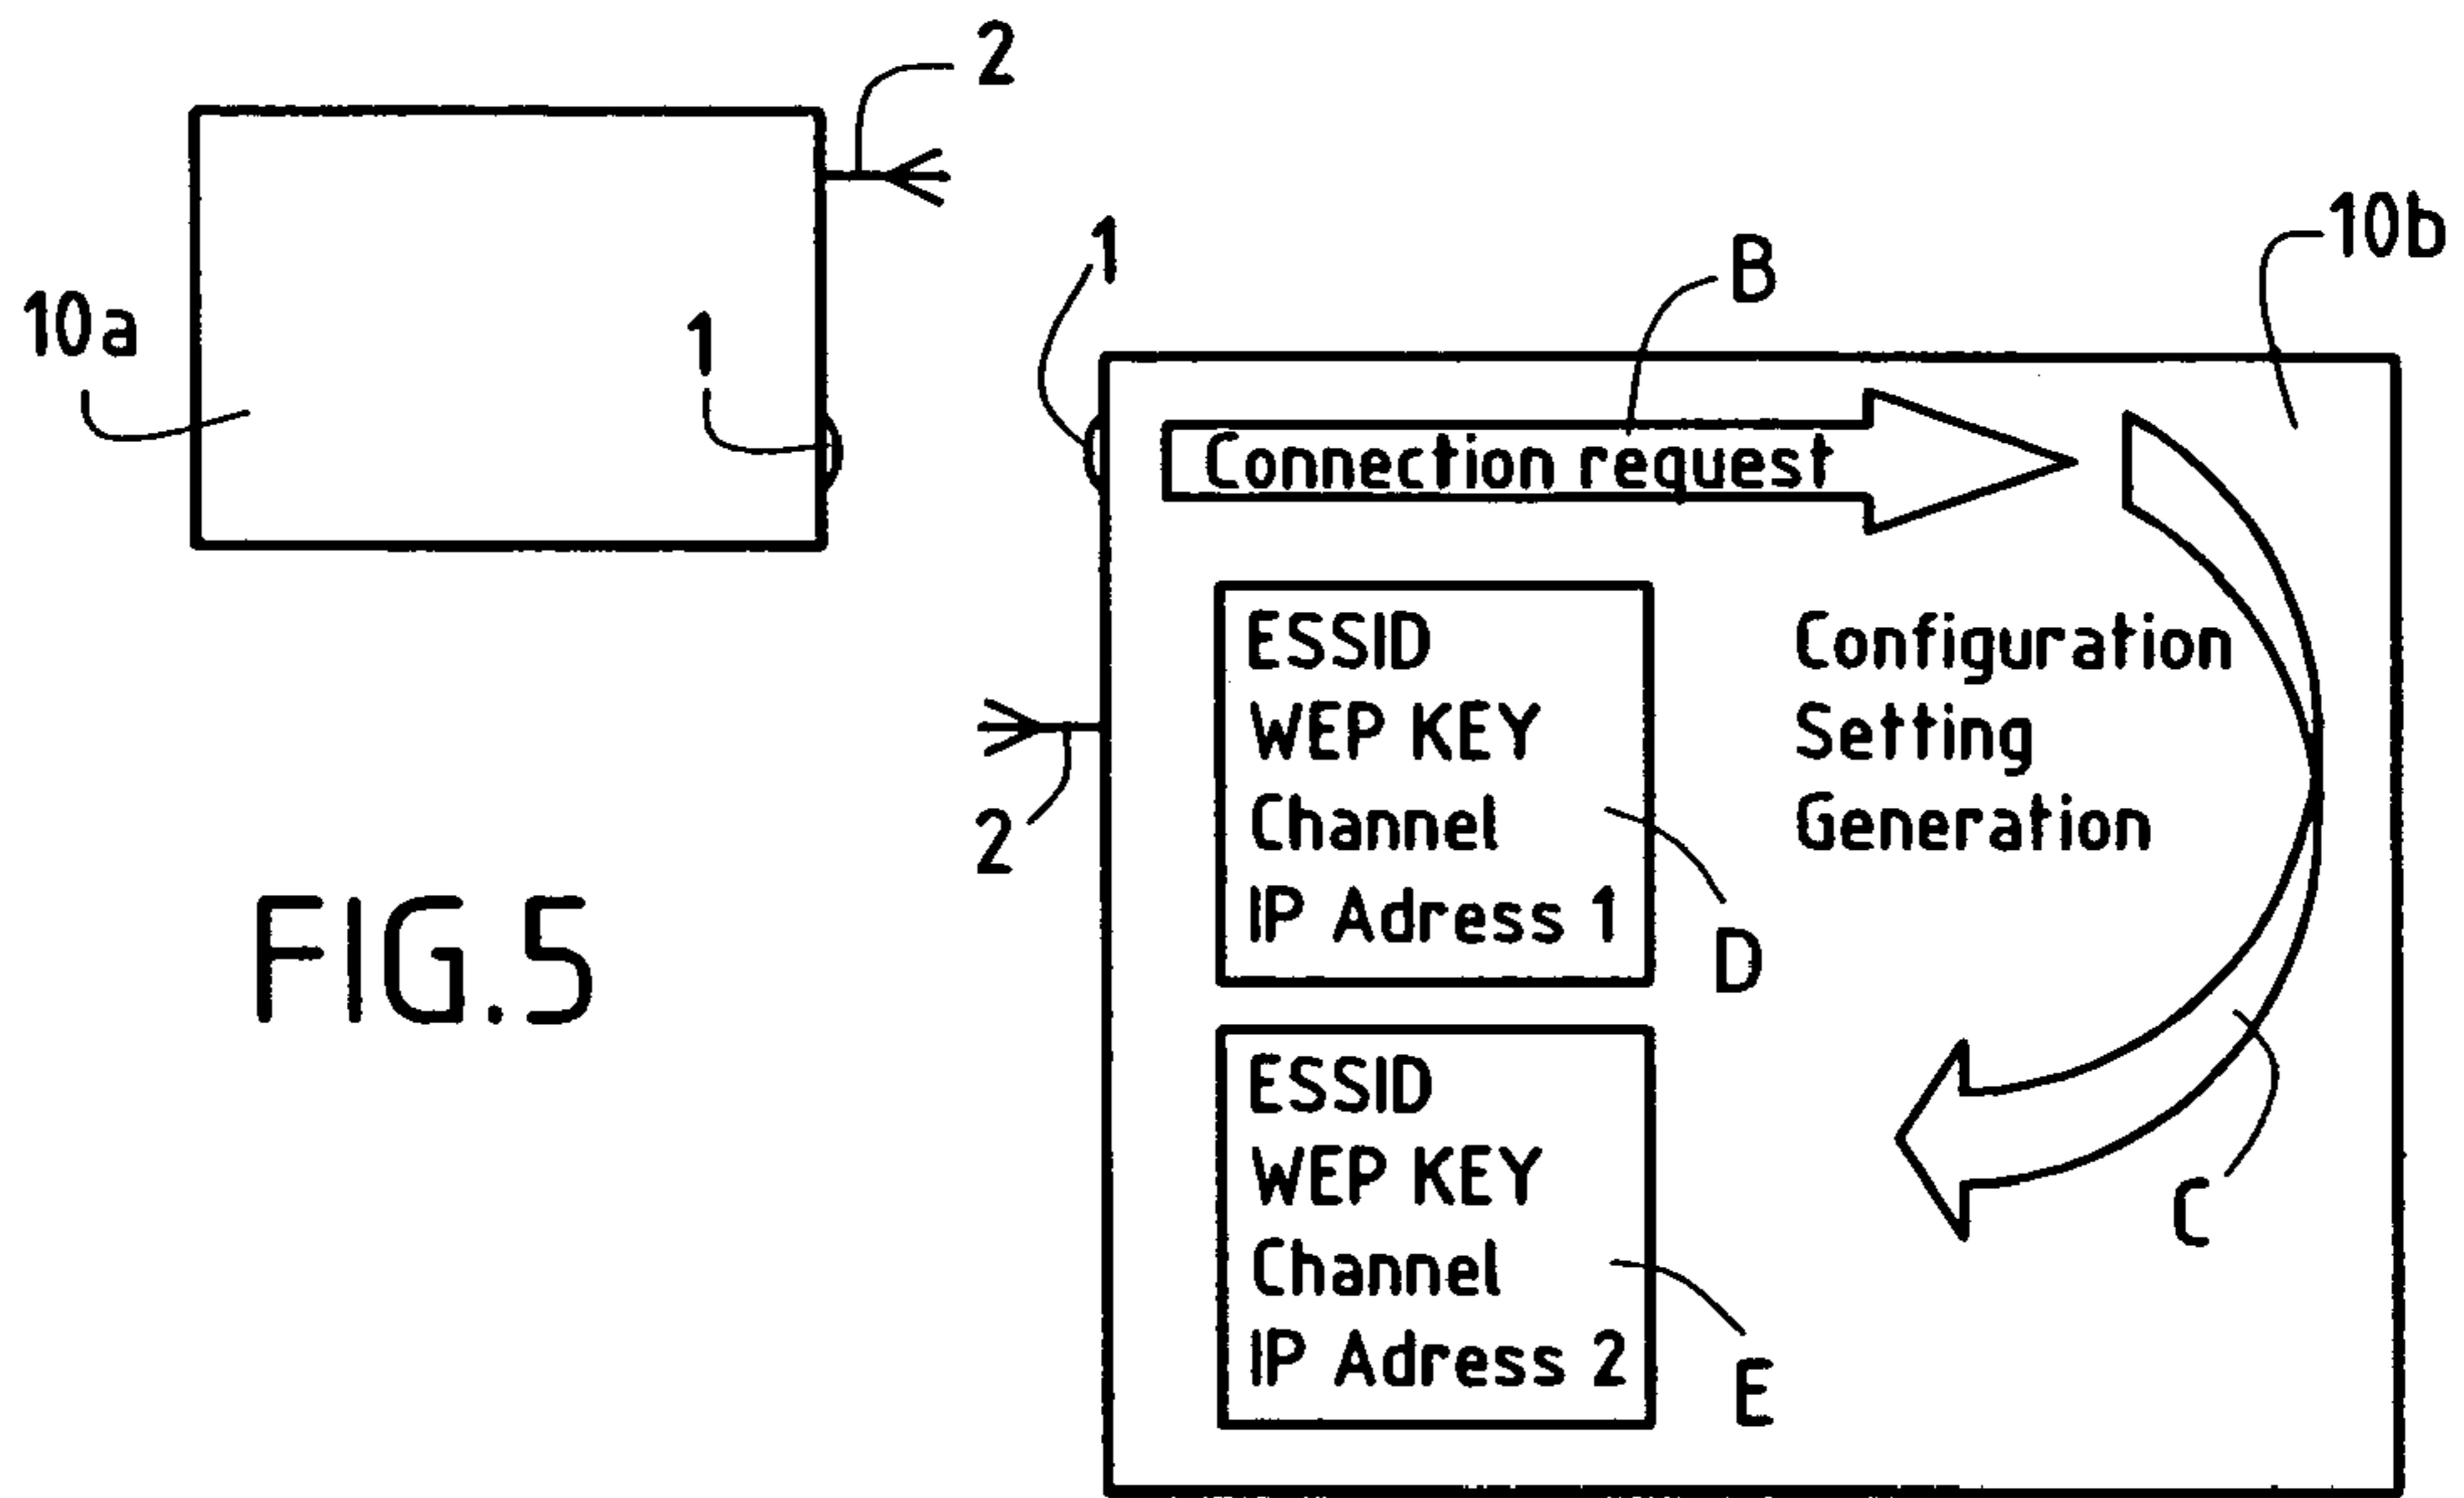 2
10a
1
1
B
10b
Connection request
ESSID
WEP KEY
Channel
IP Adress 1
Configuration
Setting
Generation
2
D
FIG.5
ESSID
WEP KEY
Channel
IP Adress 2
C
E